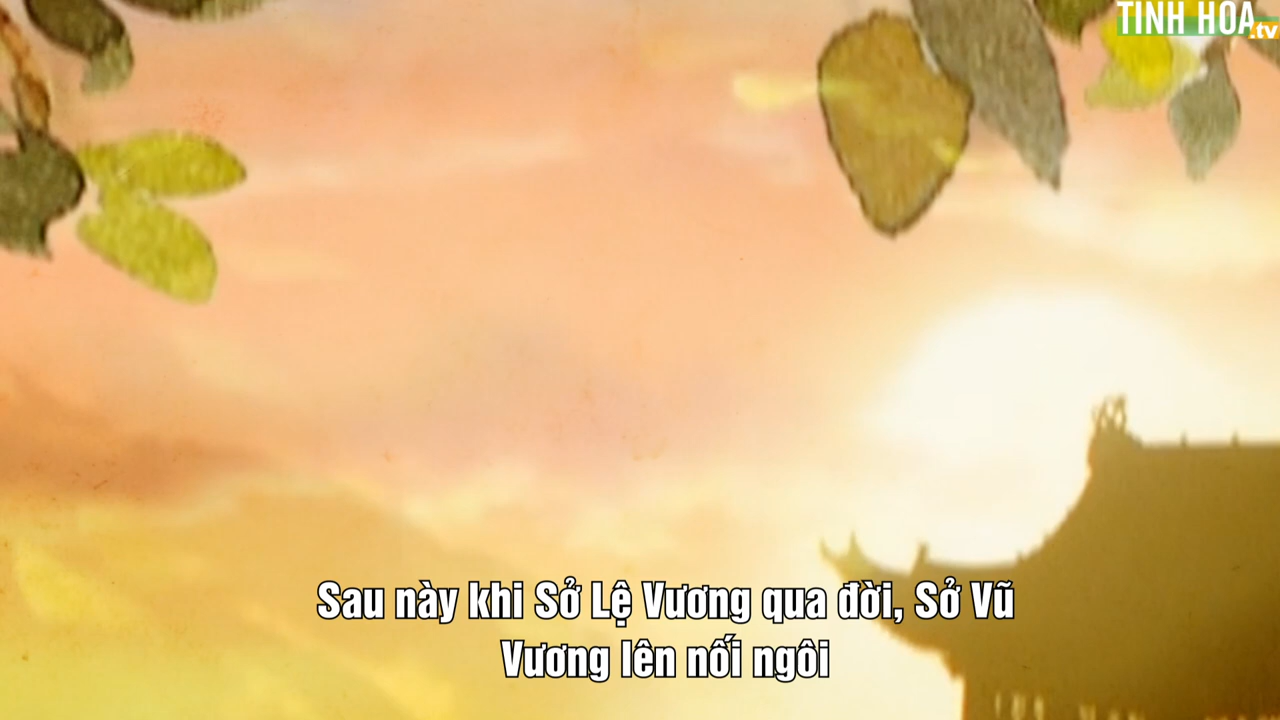 TINH HOA.tv
Sau này khi Sở Lệ Vương qua đời, Sở Vũ
Vương lên nối ngôi